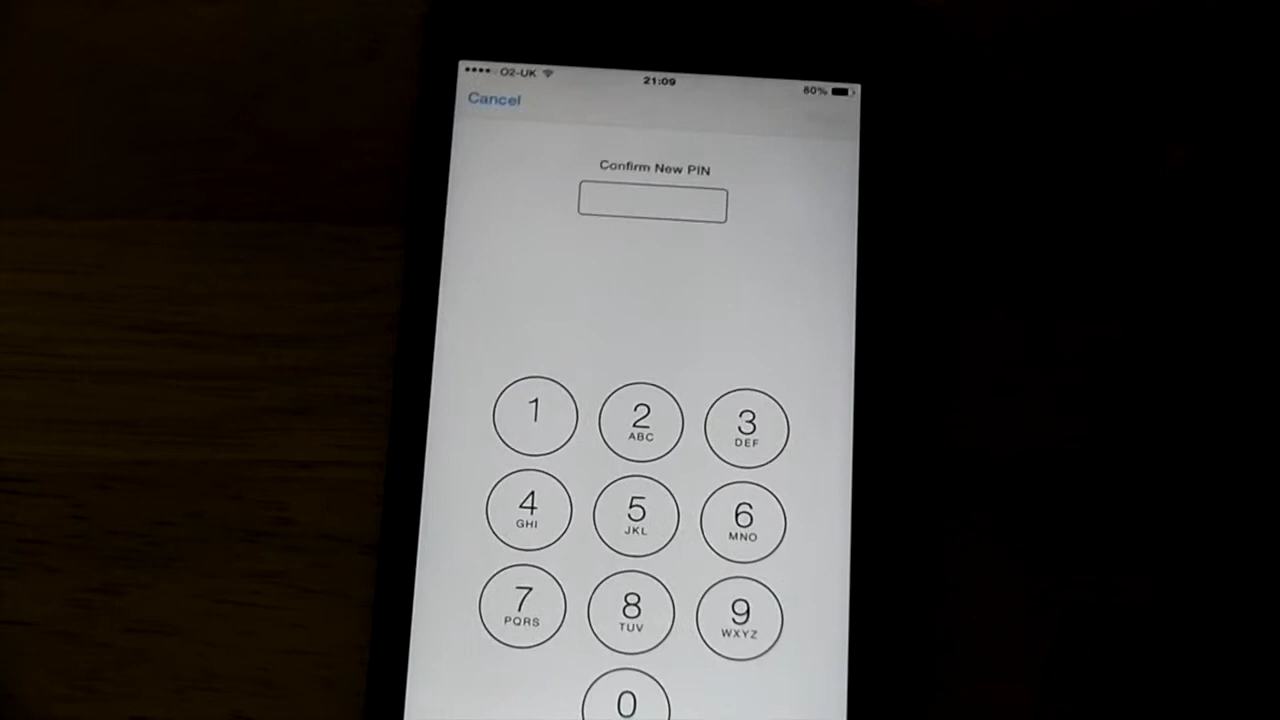 O2-UK 21:09 60%
Cancel
Confirm New PIN
1 2 3
ABC DEF
4 5 6
GHI JKL MNO
7 8 9
PQRS TUV WXYZ
0